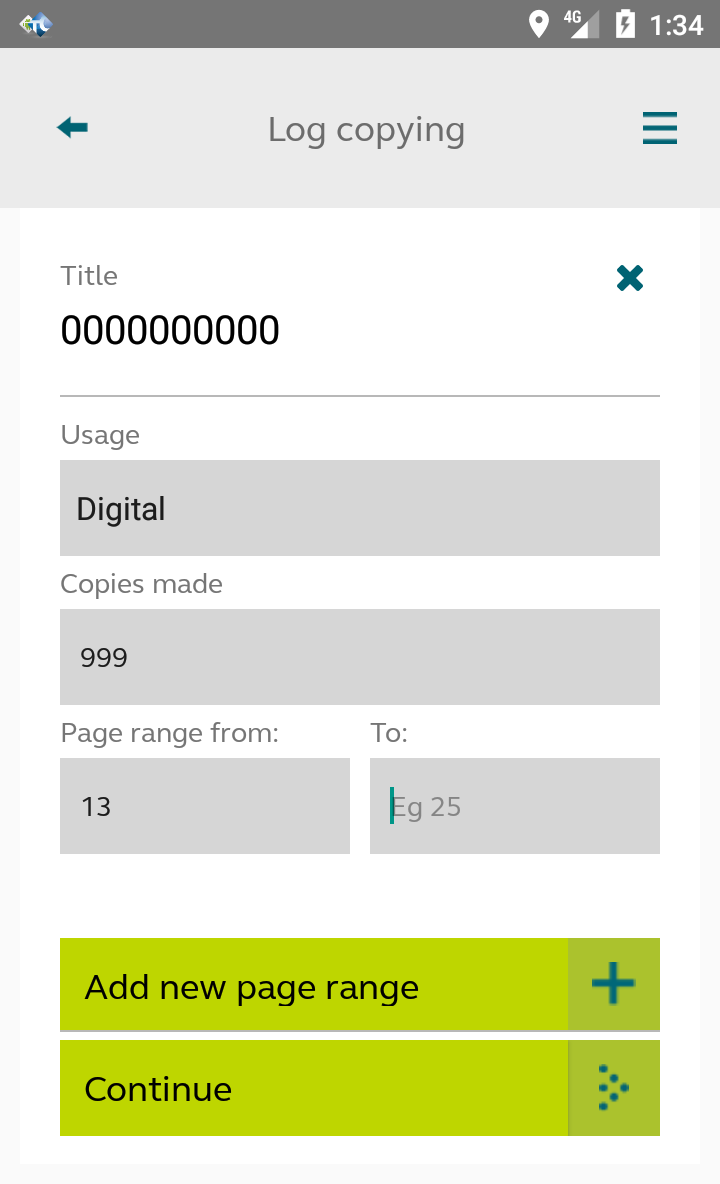 4G 1:34
Log copying
Title
0000000000
Usage
Digital
Copies made
999
Page range from: To:
13 Eg 25
Add new page range
Continue